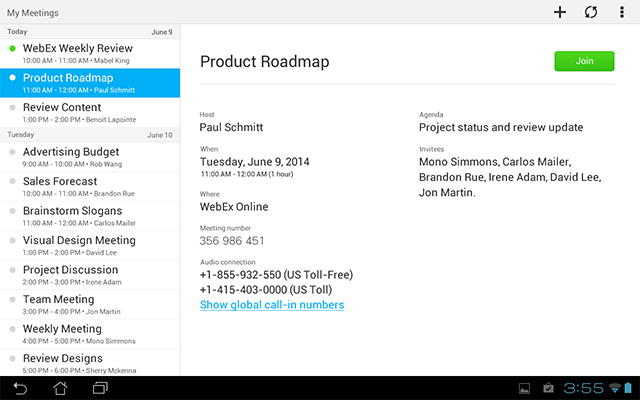 My Meetings
Today June 9
WebEx Weekly Review
10:00 AM - 11:00 AM • Mabel King
Product Roadmap
11:00 AM - 12:00 AM • Paul Schmitt
Review Content
1:00 PM - 2:00 PM • Benoit Lapointe
Tuesday June 10
Advertising Budget
9:00 AM - 10:00 AM • Rob Wang
Sales Forecast
10:00 AM - 11:00 AM • Brandon Rue
Brainstorm Slogans
11:00 AM - 12:00 AM • Carlos Mailer
Visual Design Meeting
1:00 PM - 2:00 PM • David Lee
Project Discussion
2:00 PM - 3:00 PM • Irene Adam
Team Meeting
3:00 PM - 4:00 PM • Jon Martin
Weekly Meeting
4:00 PM - 5:00 PM • Mono Simmons
Review Designs
5:00 PM - 6:00 PM • Sherry Mckenna
Product Roadmap
Join
Host
Paul Schmitt
When
Tuesday, June 9, 2014
11:00 AM - 12:00 AM (1 hour)
Where
WebEx Online
Meeting number
356 986 451
Audio connection
+1-855-932-550 (US Toll-Free)
+1-415-403-0000 (US Toll)
Show global call-in numbers
Agenda
Project status and review update
Invitees
Mono Simmons, Carlos Mailer,
Brandon Rue, Irene Adam, David Lee,
Jon Martin.
3:55